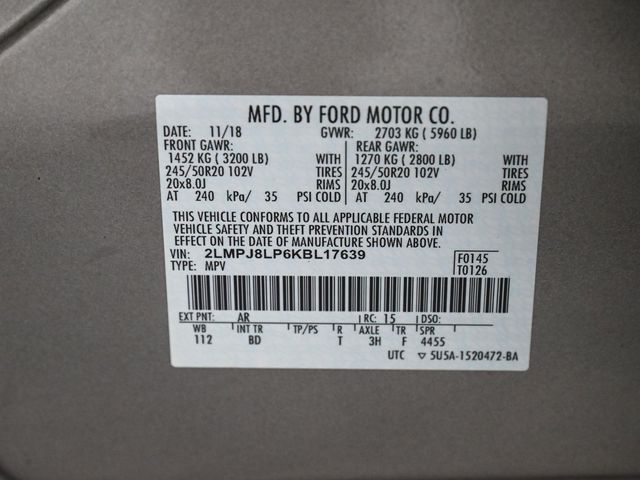 MFD. BY FORD MOTOR CO.
DATE: 11/18 GVWR: 2703 KG ( 5960 LB)
FRONT GAWR: REAR GAWR:
1452 KG ( 3200 LB) WITH 1270 KG ( 2800 LB) WITH
245/50R20 102V TIRES 245/50R20 102V TIRES
20x8.0J RIMS 20x8.0J RIMS
AT 240 kPa/ 35 PSI COLD AT 240 kPa/ 35 PSI COLD
THIS VEHICLE CONFORMS TO ALL APPLICABLE FEDERAL MOTOR
VEHICLE SAFETY AND THEFT PREVENTION STANDARDS IN
EFFECT ON THE DATE OF MANUFACTURE SHOWN ABOVE.
VIN: 2LMPJ8LP6KBL17639 F0145
TYPE: MPV T0126
EXT PNT: AR RC: 15 DSO:
WB INT TR TP/PS R AXLE TR SPR
112 BD T 3H F 4455
UTC ▽ 5U5A-1520472-BA